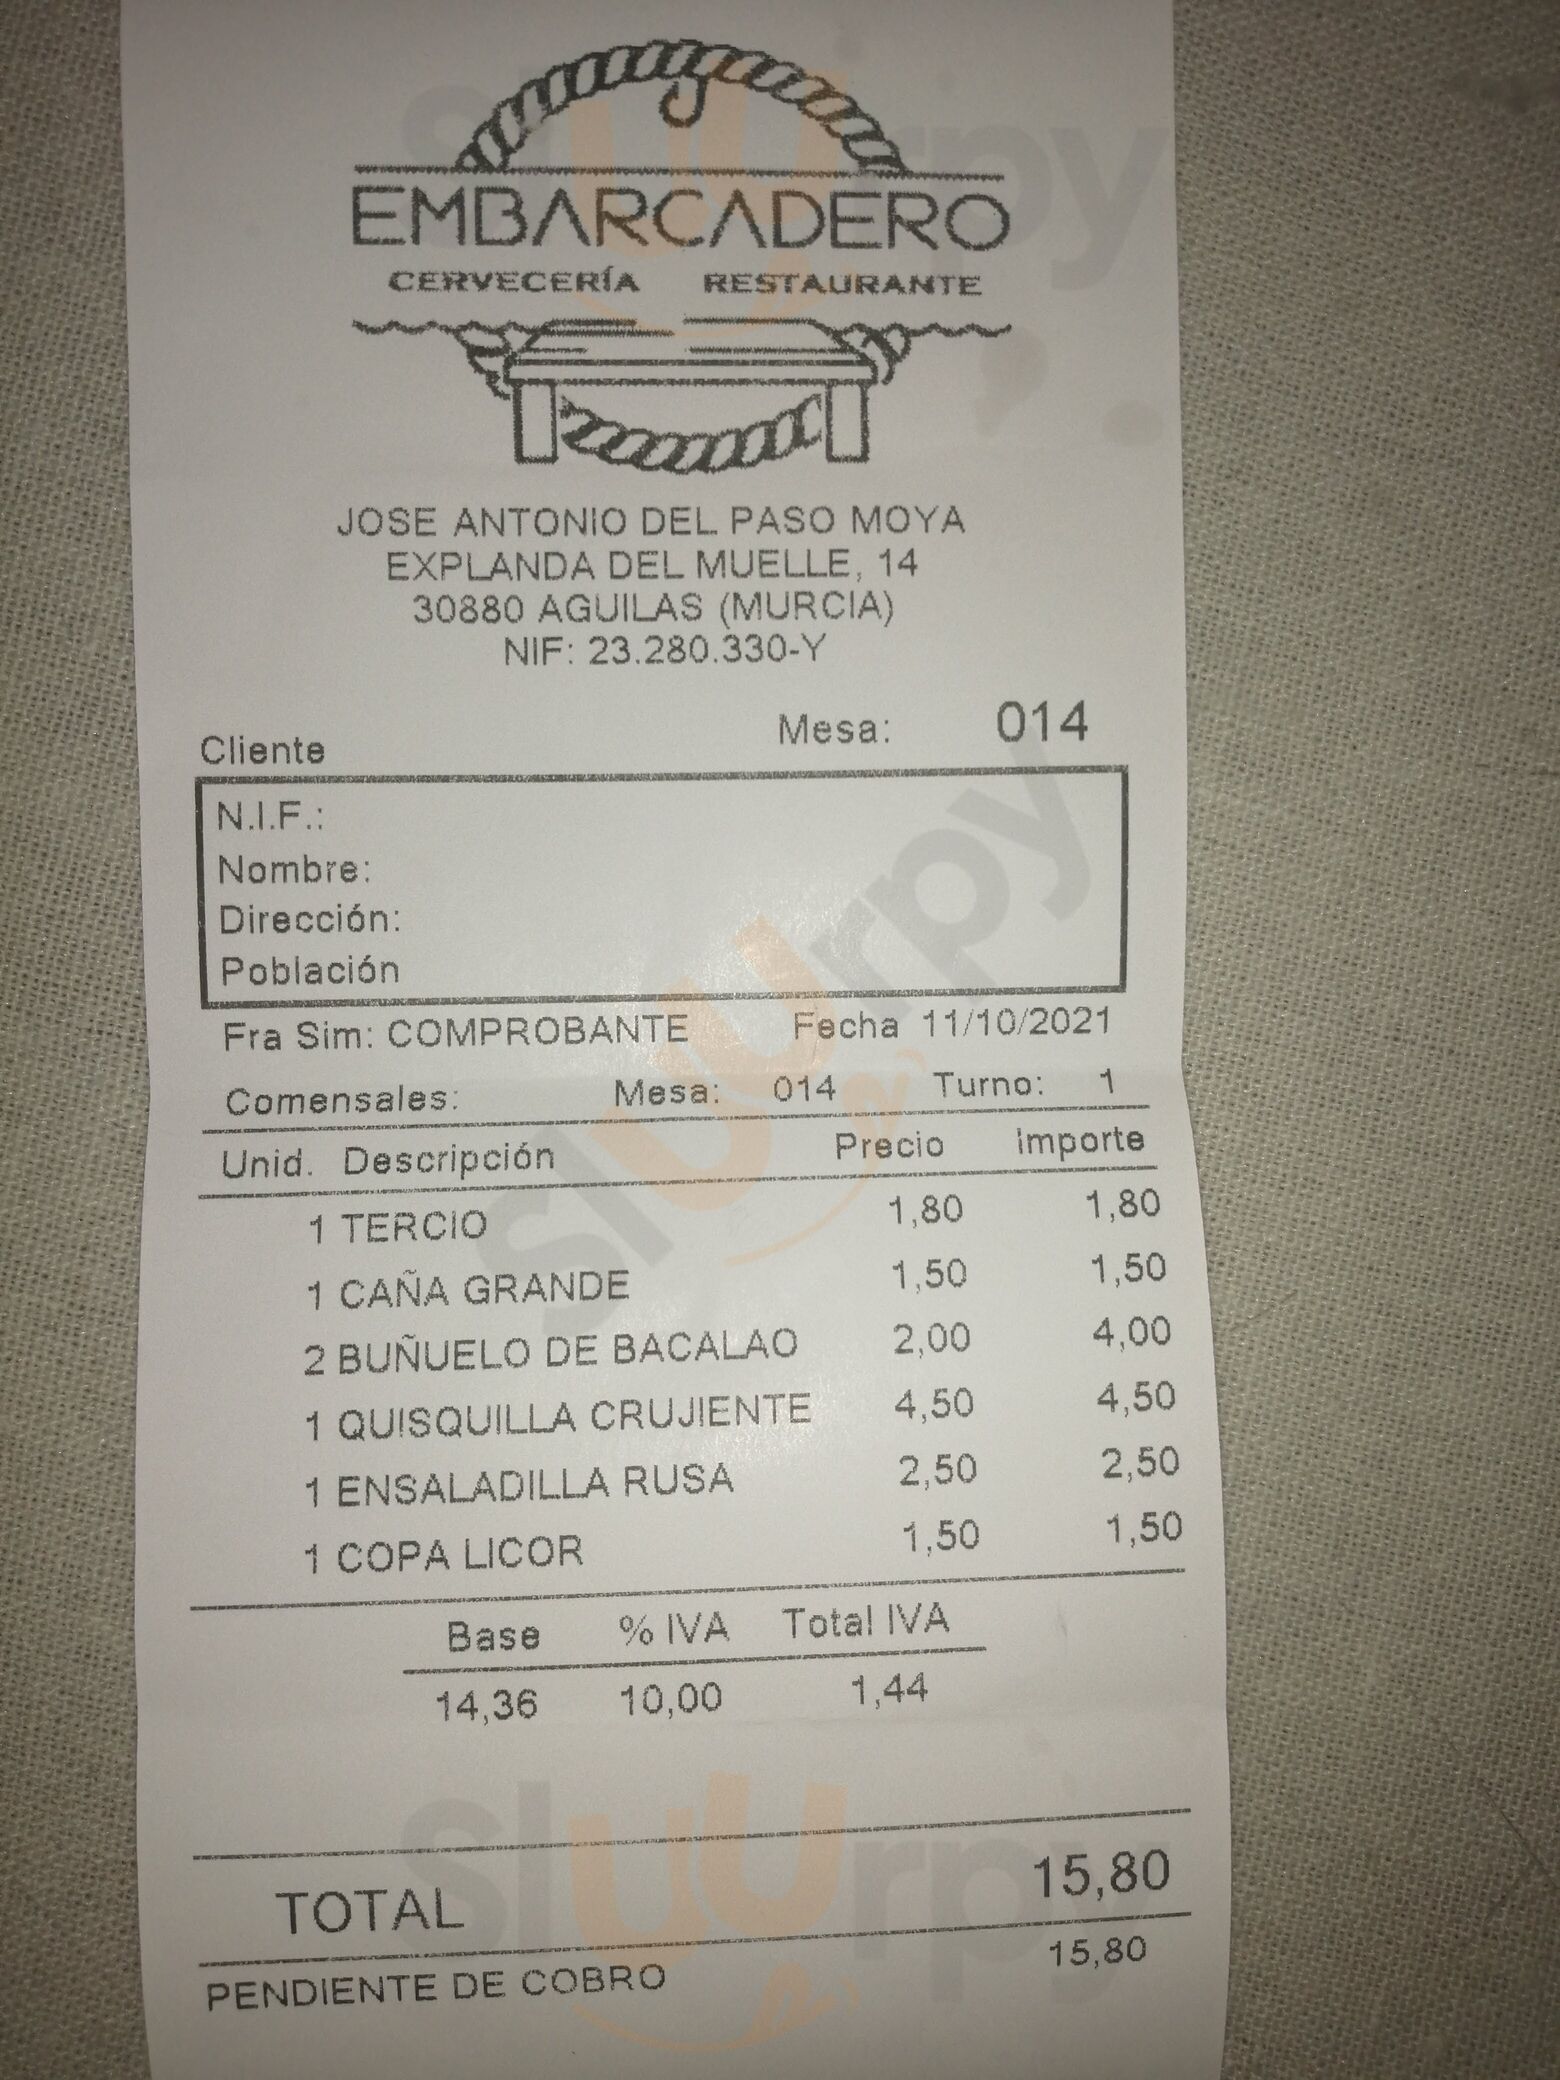 EMBARCADERO
CERVECERÍA RESTAURANTE
JOSE ANTONIO DEL PASO MOYA
EXPLANDA DEL MUELLE, 14
30880 AGUILAS (MURCIA)
NIF: 23.280.330-Y
Mesa: 014
Cliente
N.I.F.:
Nombre:
Dirección:
Población
Fra Sim: COMPROBANTE Fecha 11/10/2021
Comensales: Mesa: 014 Turno: 1
Unid. Descripción Precio Importe
1 TERCIO 1,80 1,80
1 CAÑA GRANDE 1,50 1,50
2 BUÑUELO DE BACALAO 2,00 4,00
1 QUISQUILLA CRUJIENTE 4,50 4,50
1 ENSALADILLA RUSA 2,50 2,50
1 COPA LICOR 1,50 1,50
Base % IVA Total IVA
14,36 10,00 1,44
TOTAL 15,80
PENDIENTE DE COBRO 15,80
sluurpy
sluurpy
sluurpy